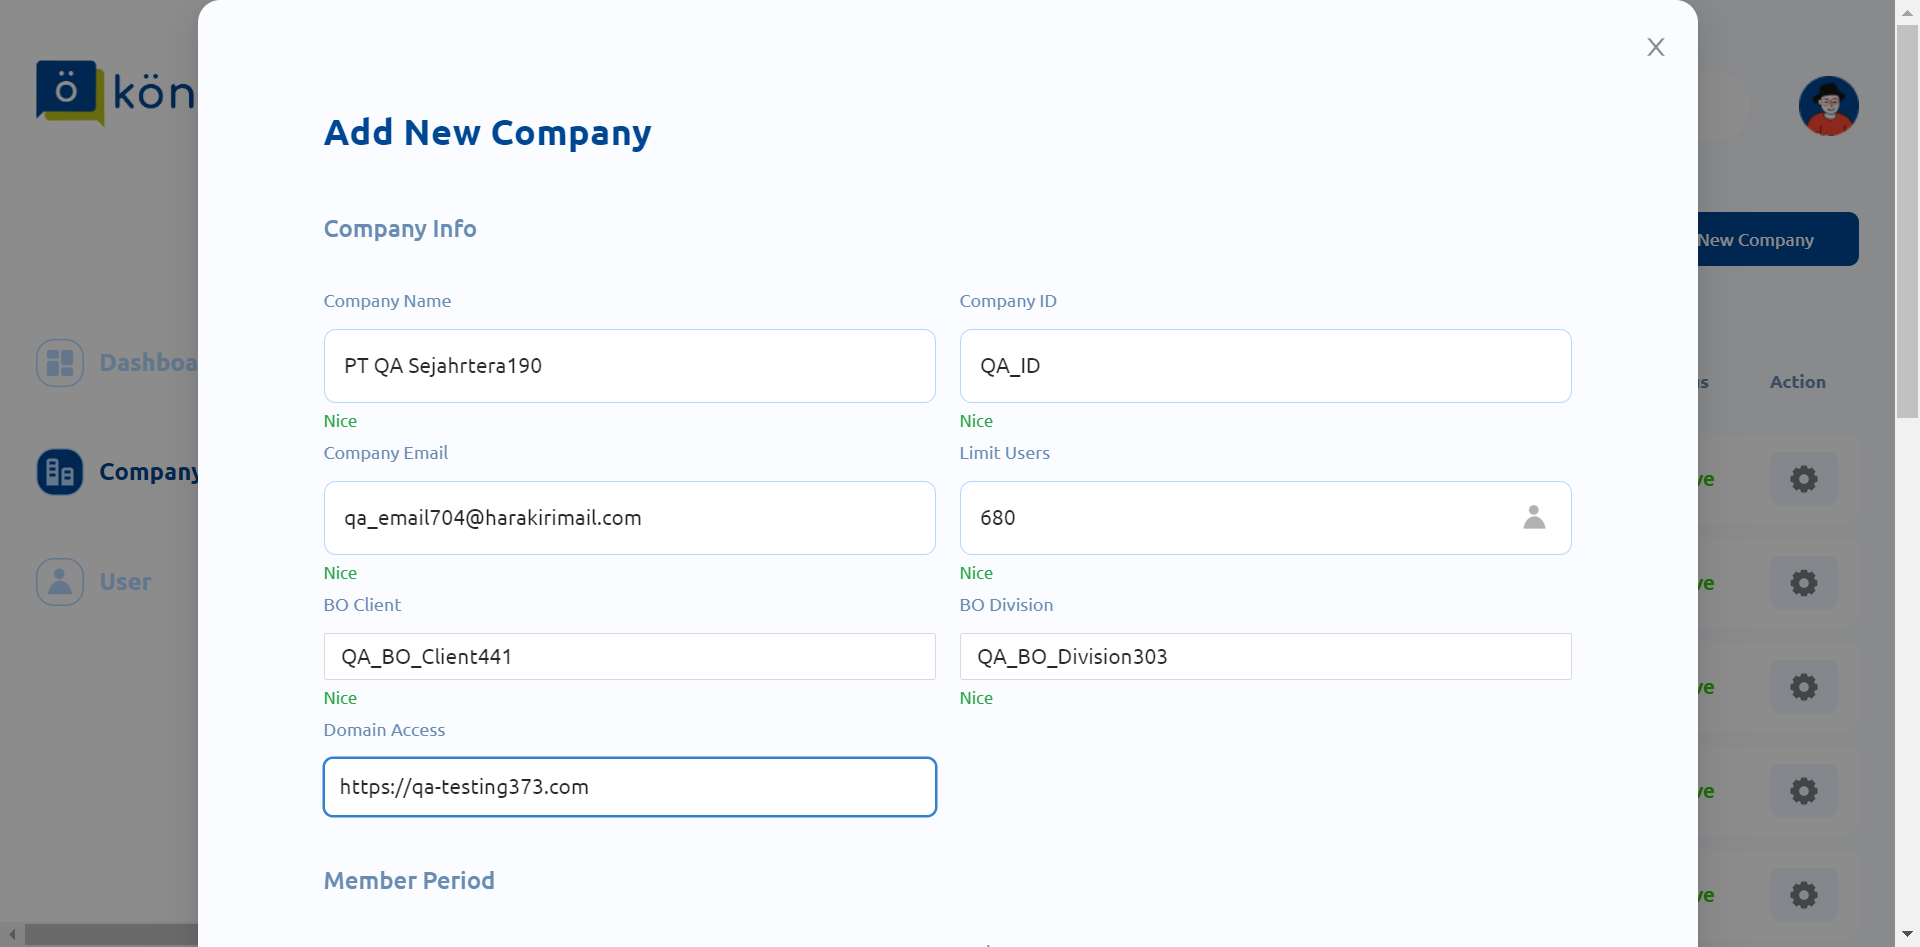 X
ö kön
Add New Company
Company Info
New Company
Company Name
Company ID
PT QA Sejahrtera190
QA_ID
Nice
Nice
Action
Company Email
Limit Users
qa_email704@harakirimail.com
680
Nice
Nice
BO Client
BO Division
QA_BO_Client441
QA_BO_Division303
Nice
Nice
Domain Access
https://qa-testing373.com
Member Period
Dashboa
Company
User